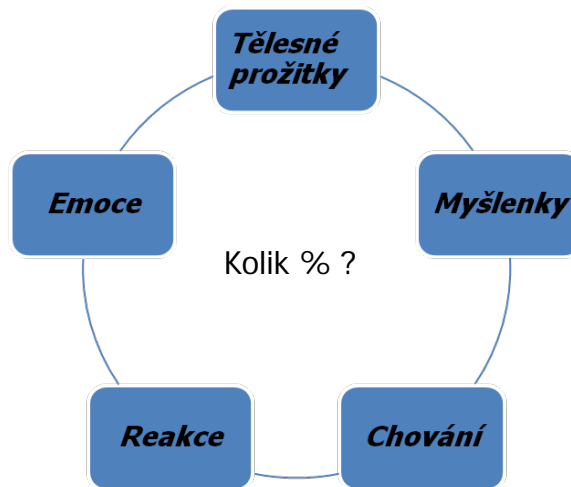 Tělesné
prožitky
Emoce
Myšlenky
Kolik % ?
Reakce
Chování